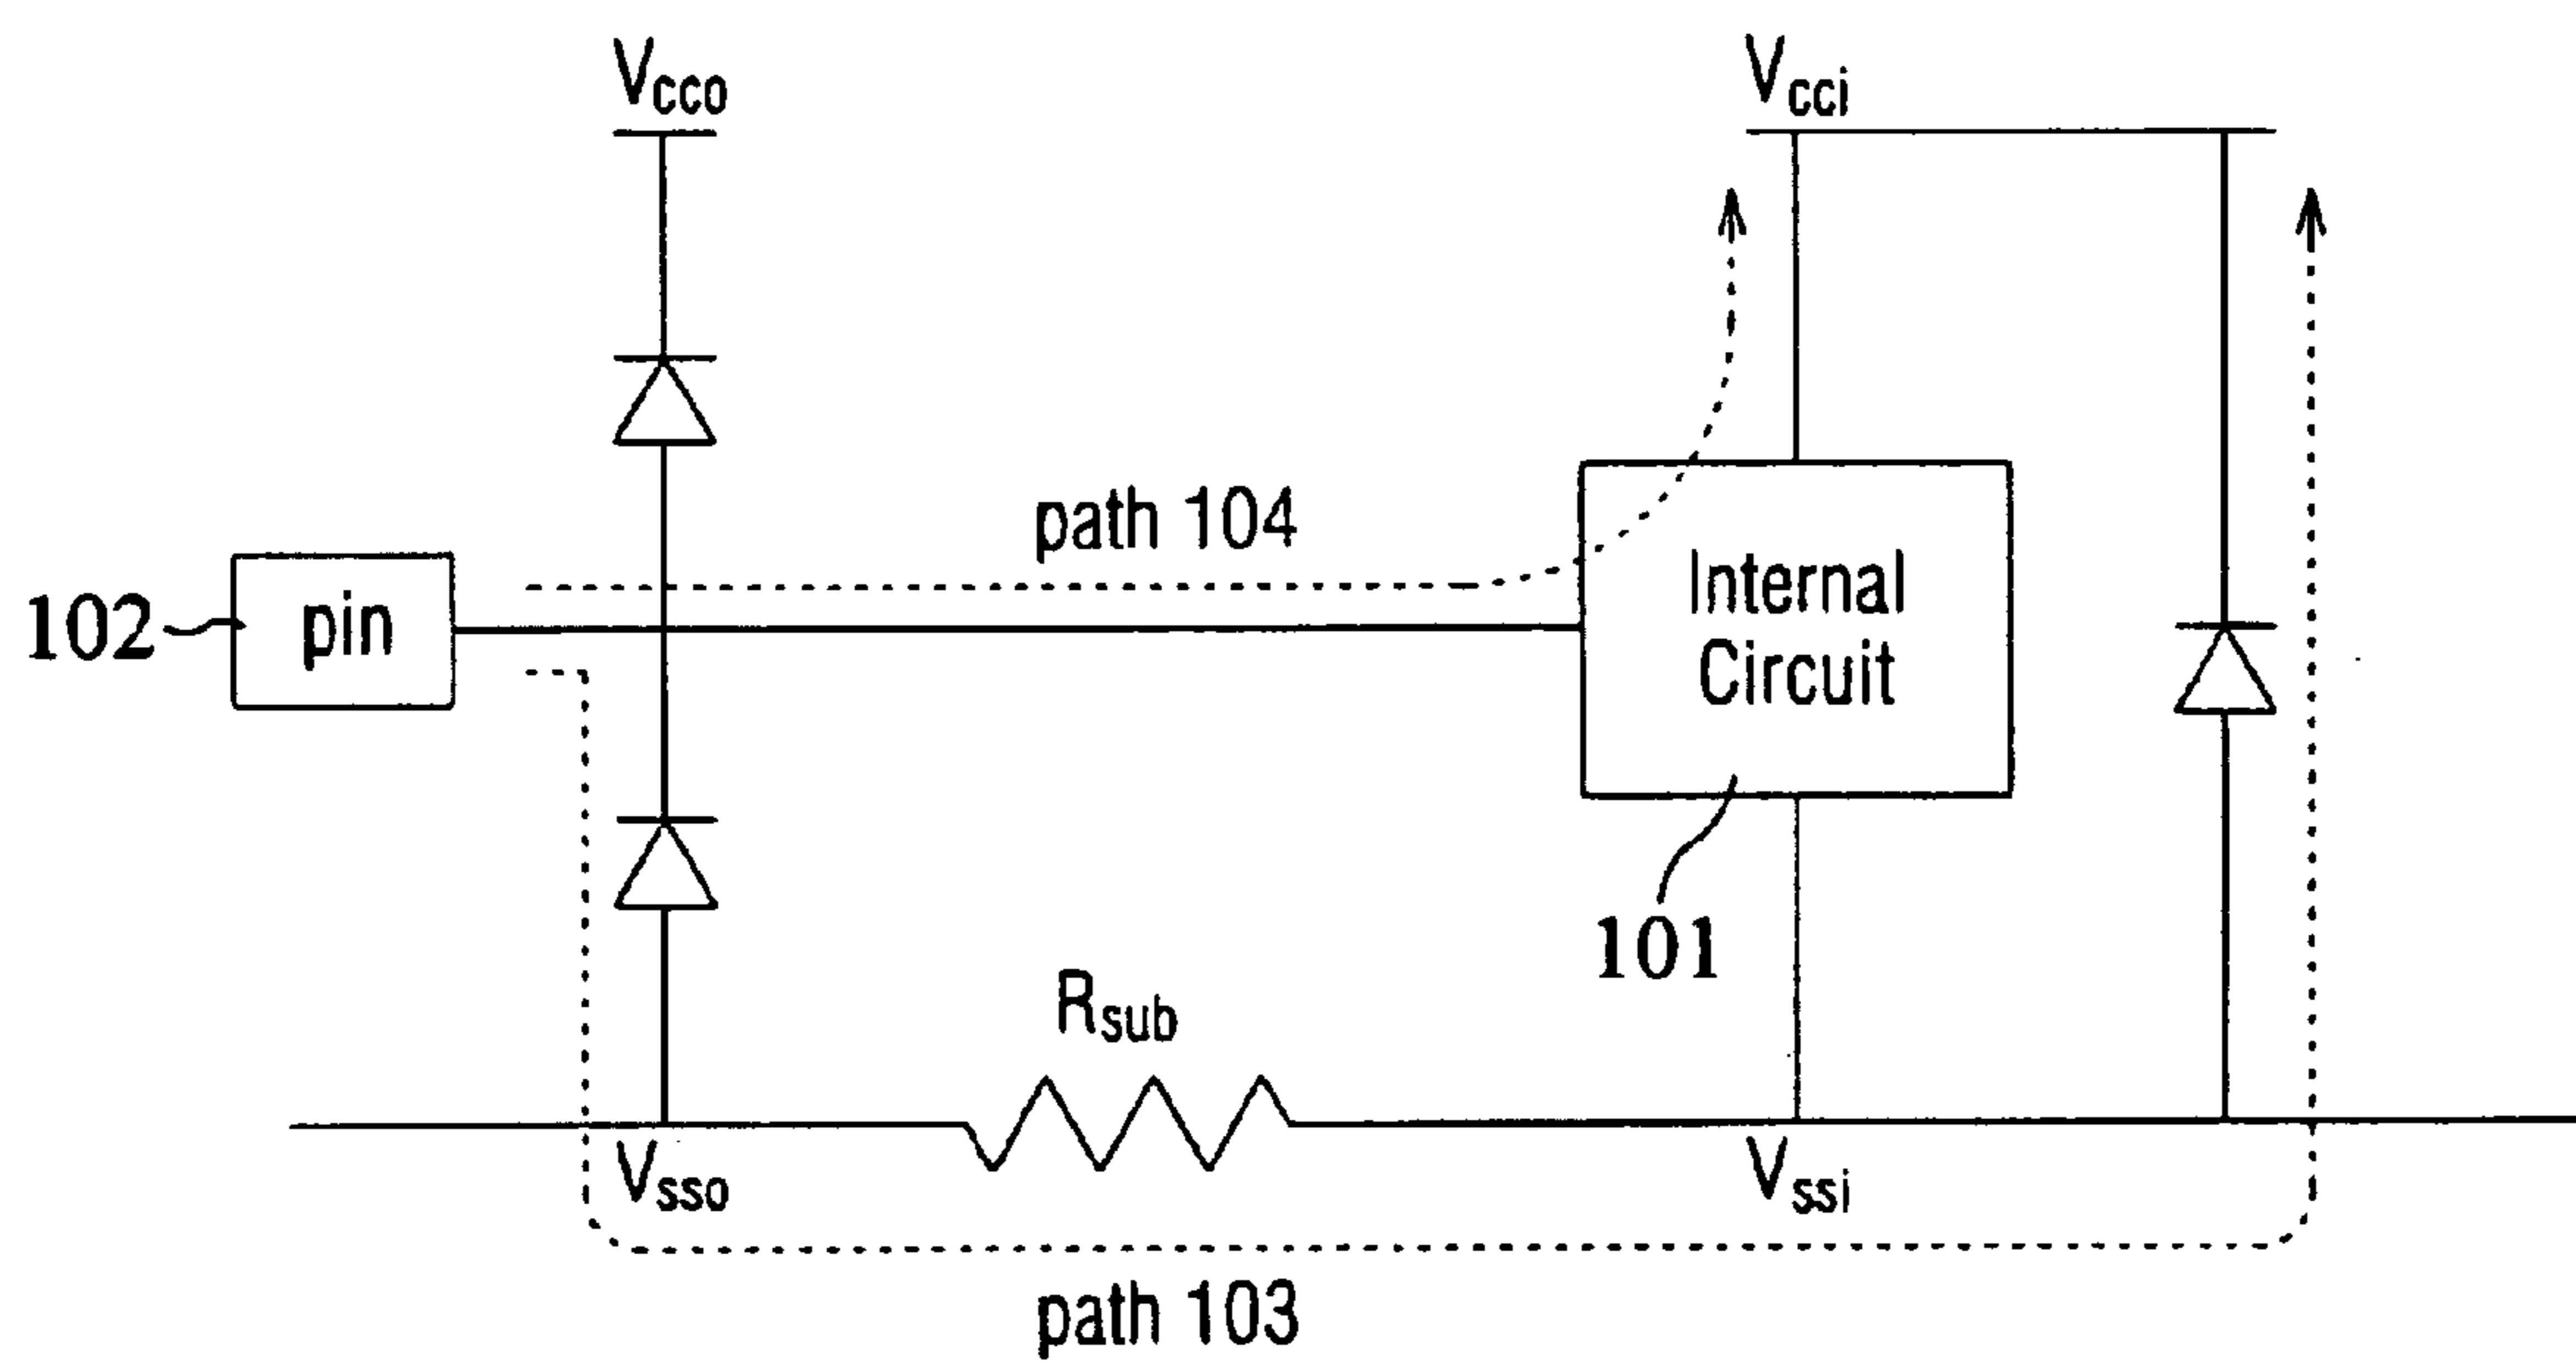 Vcco
Vcci
path 104
102
pin
Internal
Circuit
101
Rsub
Vsso
Vssi
path 103